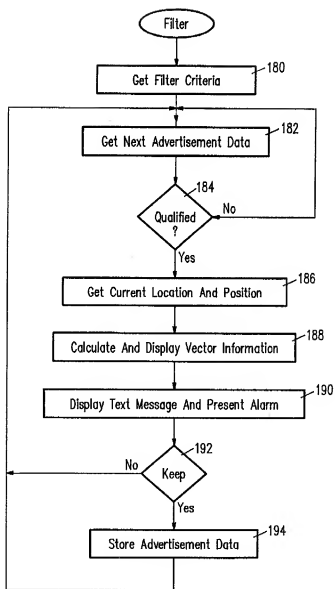 Filter
Get Filter Criteria
180
Get Next Advertisement Data
182
184
Qualified
?
No
Yes
186
Get Current Location And Position
188
Calculate And Display Vector Information
190
Display Text Message And Present Alarm
192
No
Keep
Yes
194
Store Advertisement Data